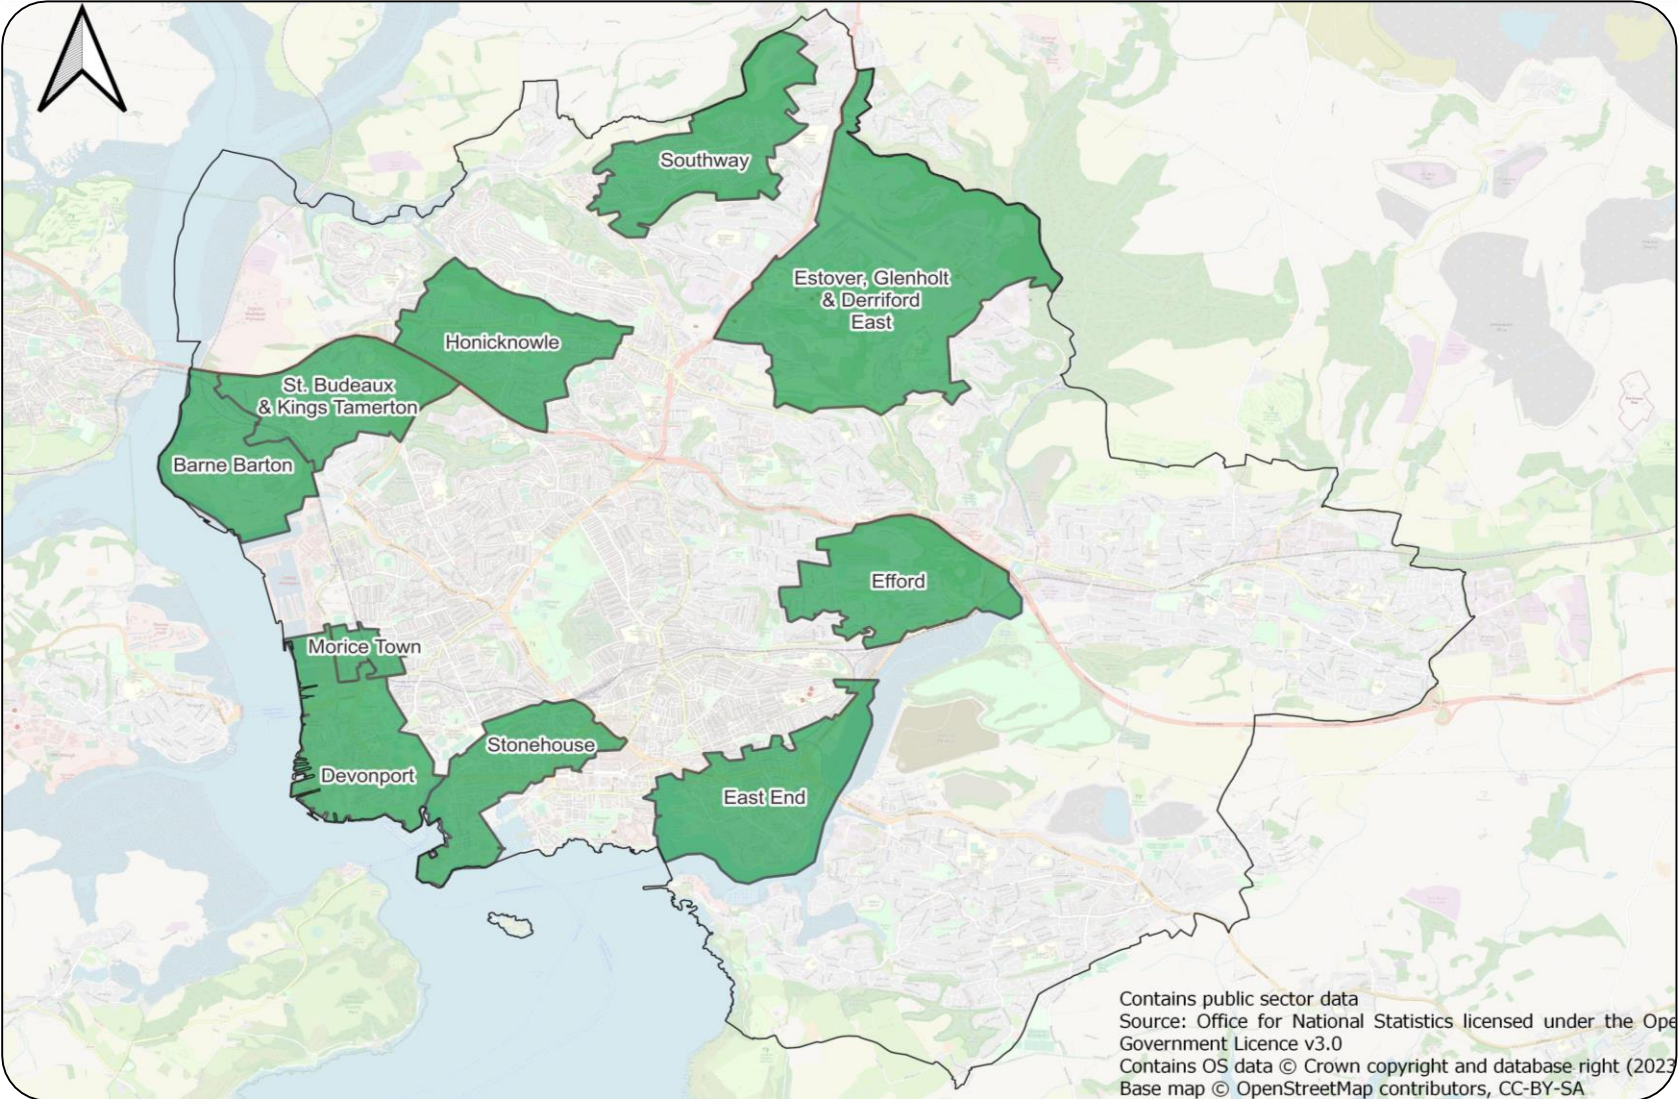 Southway
Estover, Glenholt
& Derriford
East
Honicknowle
St. Budeaux
& Kings Tamerton
Barne Barton
Efford
Morice Town
Stonehouse
Devonport
East End
Contains public sector data
Source: Office for National Statistics licensed under the Ope
Government Licence v3.0
Contains OS data © Crown copyright and database right (2023
Base map © OpenStreetMap contributors, CC-BY-SA